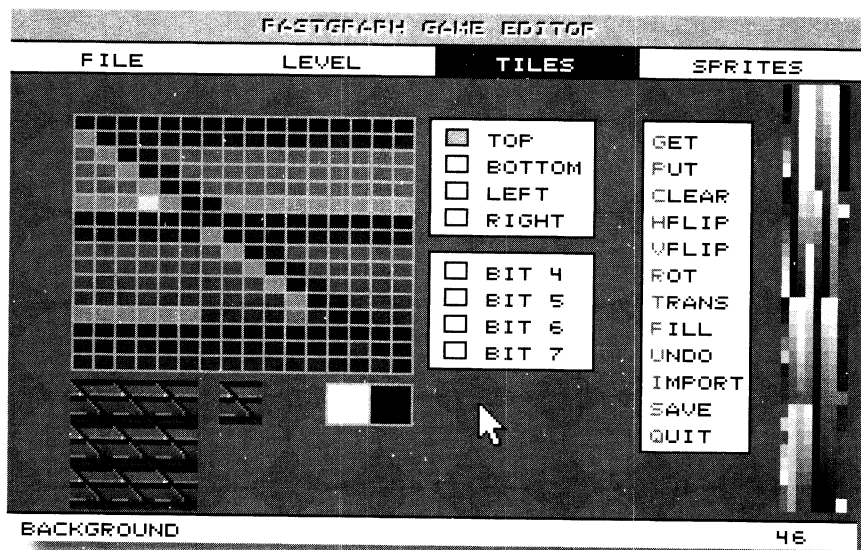 FASTGRAPH GAME EDITOR
FILE LEVEL TILES SPRITES
TOP
BOTTOM
LEFT
RIGHT
BIT 4
BIT 5
BIT 6
BIT 7
GET
PUT
CLEAR
HFLIP
VFLIP
ROT
TRANS
FILL
UNDO
IMPORT
SAVE
QUIT
BACKGROUND 46